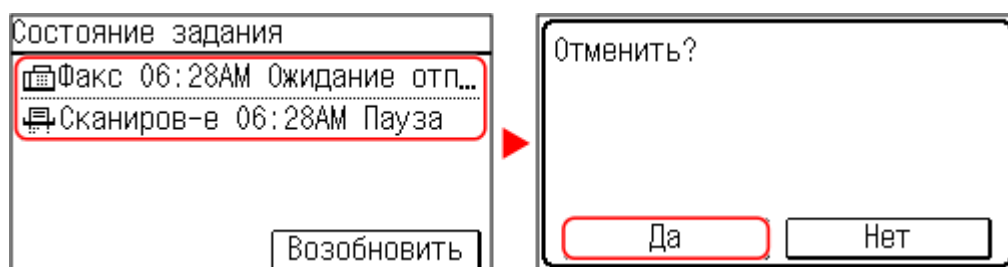 Состояние задания
Факс 06:28AM Ожидание отп…
Сканиров-е 06:28AM Пауза
Возобновить
Отменить?
Да
Нет